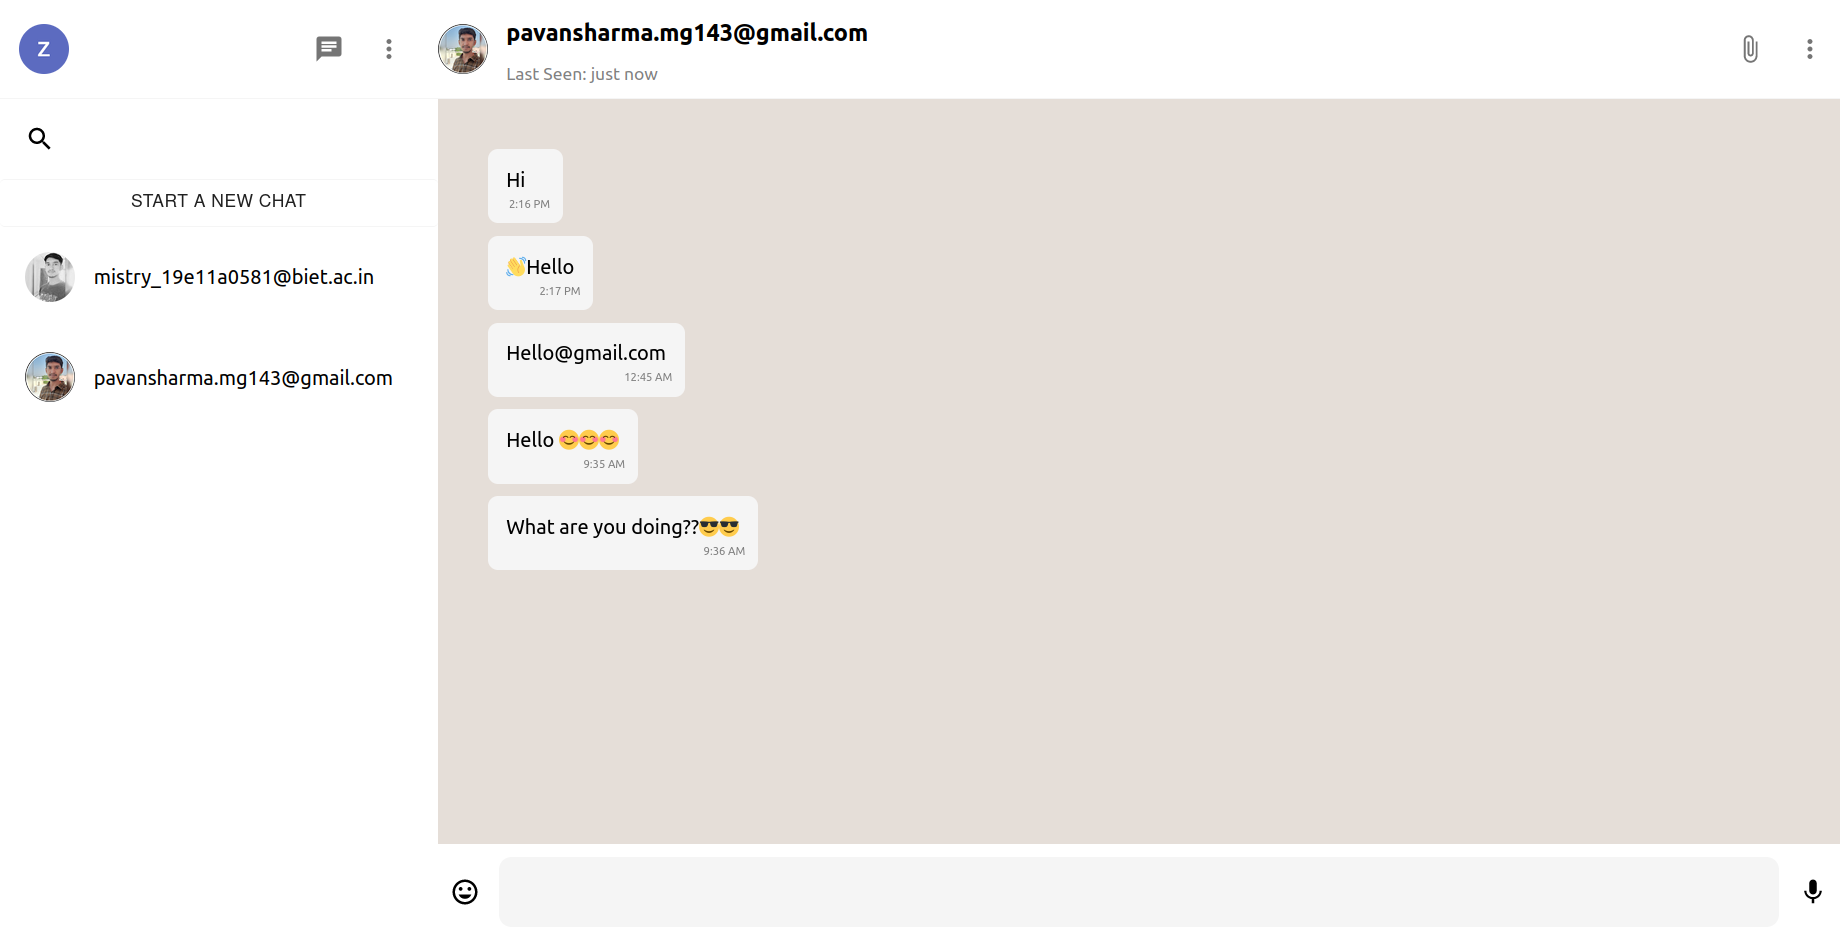 Z
START A NEW CHAT
mistry_19e11a0581@biet.ac.in
pavansharma.mg143@gmail.com
pavansharma.mg143@gmail.com
Last Seen: just now
Hi
2:16 PM
👋Hello
2:17 PM
Hello@gmail.com
12:45 AM
Hello 😊😊😊
9:35 AM
What are you doing??😎😎
9:36 AM